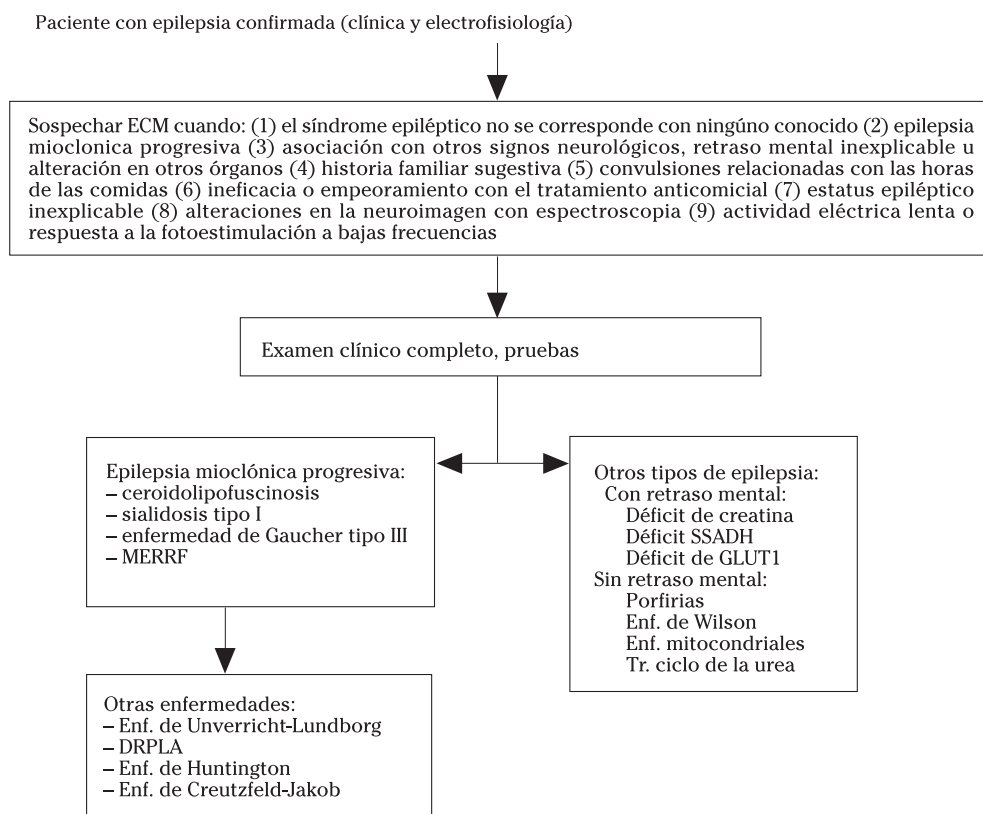 Paciente con epilepsia confirmada (clínica y electrofisiología)
Sospechar ECM cuando: (1) el síndrome epiléptico no se corresponde con ningúno conocido (2) epilepsia
mioclonica progresiva (3) asociación con otros signos neurológicos, retraso mental inexplicable u
alteración en otros órganos (4) historia familiar sugestiva (5) convulsiones relacionadas con las horas
de las comidas (6) ineficacia o empeoramiento con el tratamiento anticomicial (7) estatus epiléptico
inexplicable (8) alteraciones en la neuroimagen con espectroscopia (9) actividad eléctrica lenta o
respuesta a la fotoestimulación a bajas frecuencias
Examen clínico completo, pruebas
Epilepsia mioclónica progresiva:
– ceroidolipofuscinosis
– sialidosis tipo I
– enfermedad de Gaucher tipo III
– MERRF
Otros tipos de epilepsia:
Con retraso mental:
Déficit de creatina
Déficit SSADH
Déficit de GLUT1
Sin retraso mental:
Porfirias
Enf. de Wilson
Enf. mitocondriales
Tr. ciclo de la urea
Otras enfermedades:
– Enf. de Unverricht-Lundborg
– DRPLA
– Enf. de Huntington
– Enf. de Creutzfeld-Jakob